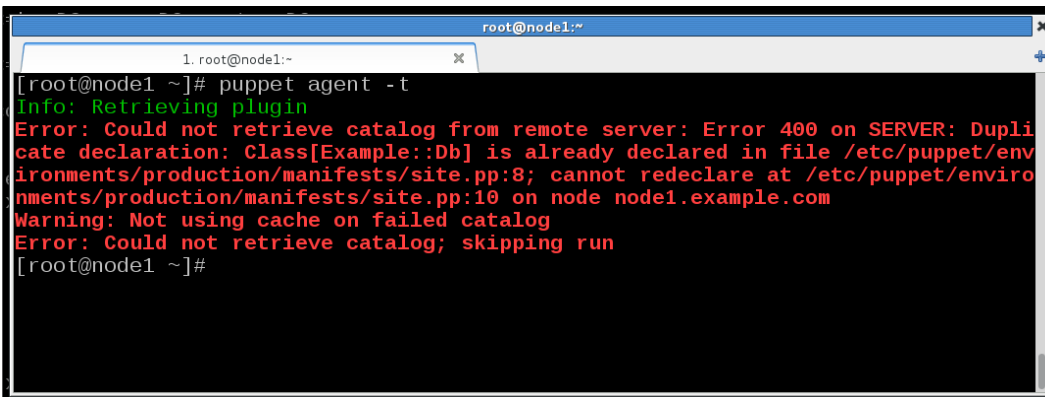 root@node1:~
1. root@node1:~
[root@node1 ~]# puppet agent -t
Info: Retrieving plugin
Error: Could not retrieve catalog from remote server: Error 400 on SERVER: Dupli
cate declaration: Class[Example::Db] is already declared in file /etc/puppet/env
ironments/production/manifests/site.pp:8; cannot redeclare at /etc/puppet/enviro
nments/production/manifests/site.pp:10 on node node1.example.com
Warning: Not using cache on failed catalog
Error: Could not retrieve catalog; skipping run
[root@node1 ~]#